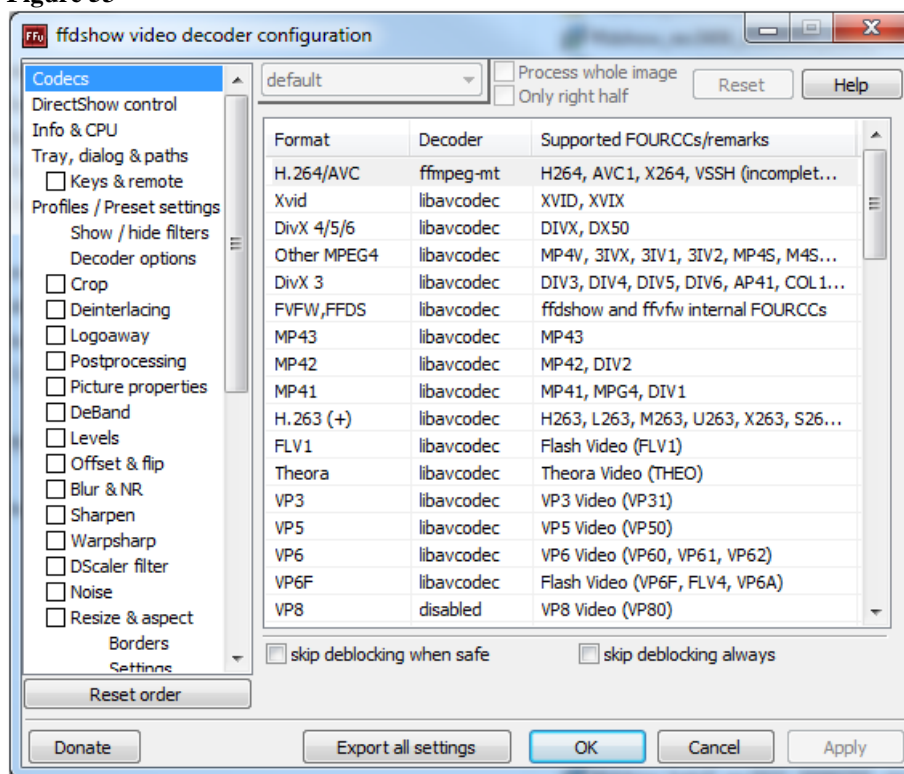 ffdshow video decoder configuration
Codecs
DirectShow control
Info & CPU
Tray, dialog & paths
Keys & remote
Profiles / Preset settings
Show / hide filters
Decoder options
Crop
Deinterlacing
Logoaway
Postprocessing
Picture properties
DeBand
Levels
Offset & flip
Blur & NR
Sharpen
Warpsharp
DScaler filter
Noise
Resize & aspect
Borders
Settings
Reset order
default
Process whole image
Only right half
Reset
Help
Format Decoder Supported FOURCCs/remarks
H.264/AVC ffmpeg-mt H264, AVC1, X264, VSSH (incomplet...
Xvid libavcodec XVID, XVIX
DivX 4/5/6 libavcodec DIVX, DX50
Other MPEG4 libavcodec MP4V, 3IVX, 3IV1, 3IV2, MP4S, M4S...
DivX 3 libavcodec DIV3, DIV4, DIV5, DIV6, AP41, COL1...
FVFW,FFDS libavcodec ffdshow and ffvfw internal FOURCCs
MP43 libavcodec MP43
MP42 libavcodec MP42, DIV2
MP41 libavcodec MP41, MPG4, DIV1
H.263 (+) libavcodec H263, L263, M263, U263, X263, S26...
FLV1 libavcodec Flash Video (FLV1)
Theora libavcodec Theora Video (THEO)
VP3 libavcodec VP3 Video (VP31)
VP5 libavcodec VP5 Video (VP50)
VP6 libavcodec VP6 Video (VP60, VP61, VP62)
VP6F libavcodec Flash Video (VP6F, FLV4, VP6A)
VP8 disabled VP8 Video (VP80)
skip deblocking when safe
skip deblocking always
Donate
Export all settings
OK
Cancel
Apply